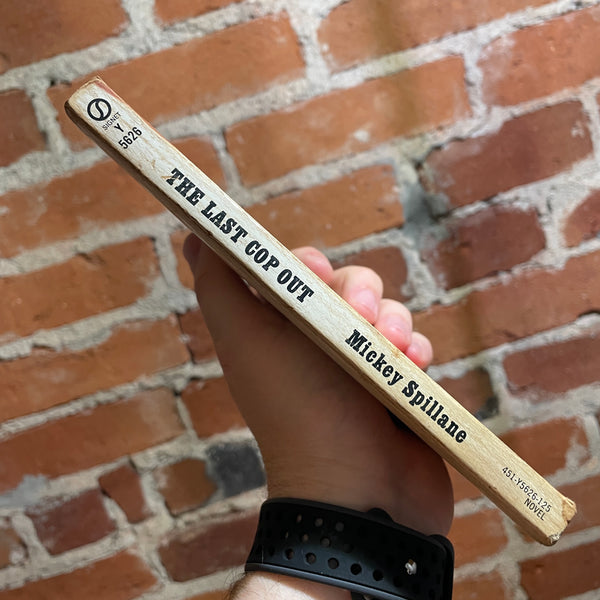 SIGNET
Y
5626
THE LAST COP OUT
Mickey Spillane
451-Y5626-125
NOVEL